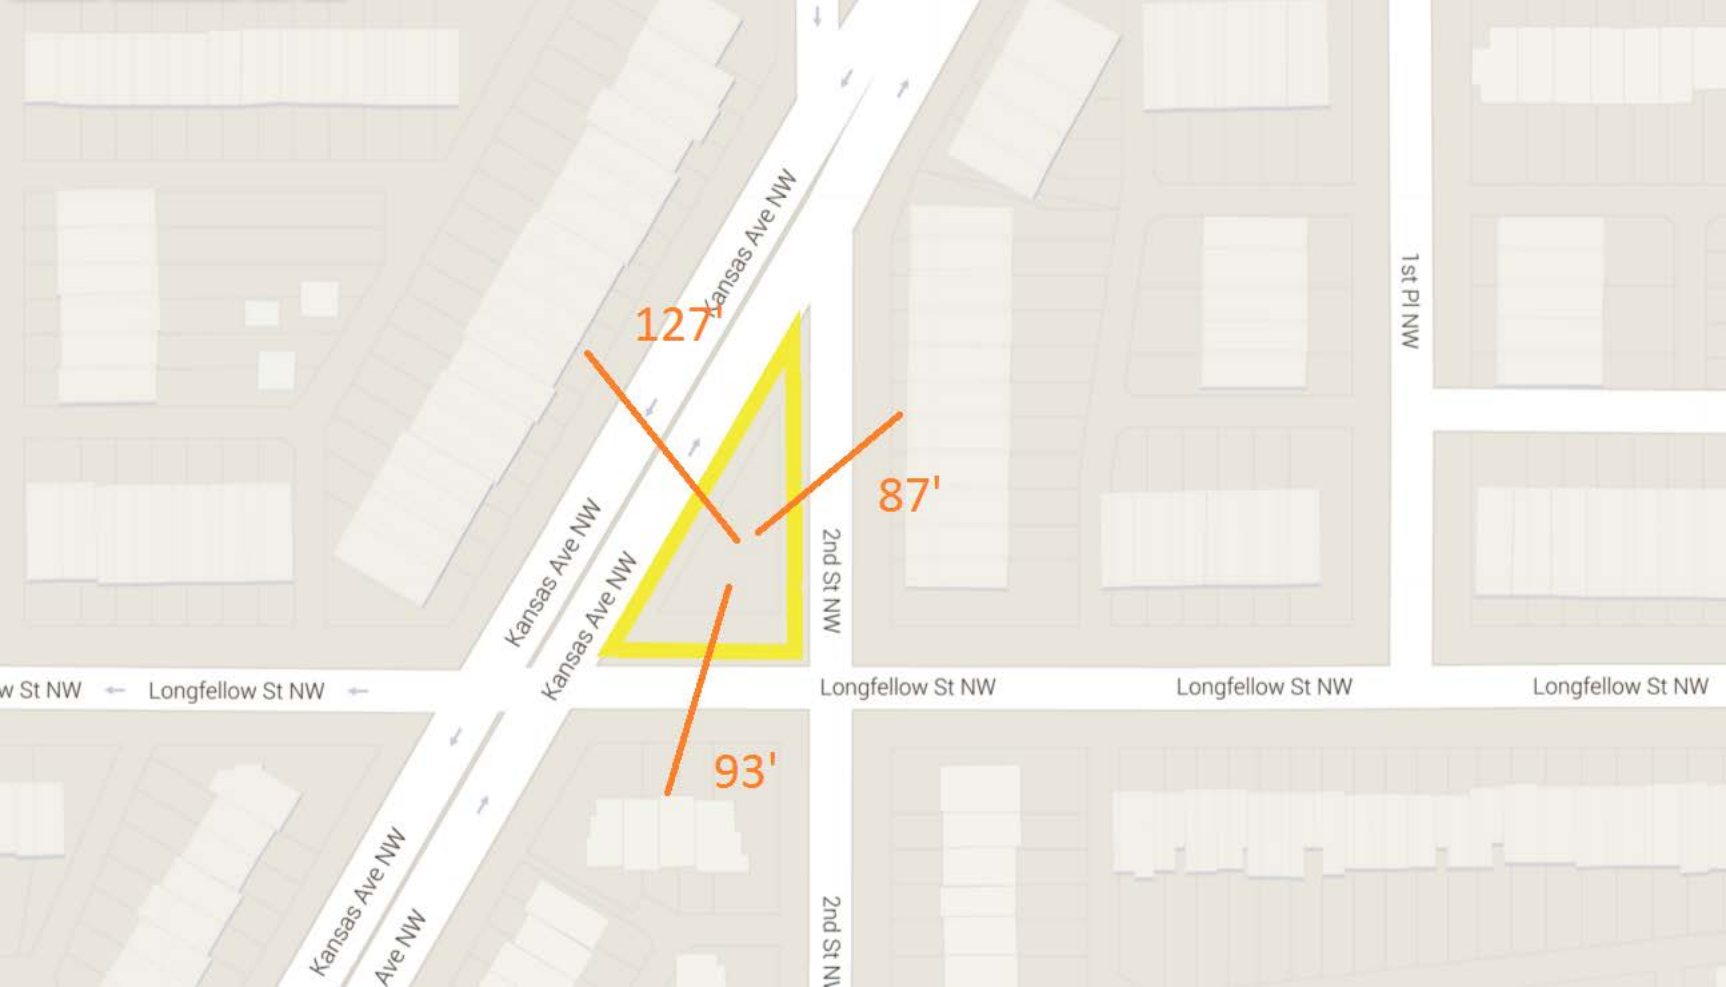 Kansas Ave NW
127'
1st Pl NW
87'
2nd St NW
Kansas Ave NW
Kansas Ave NW
w St NW
Longfellow St NW
Longfellow St NW
Longfellow St NW
Longfellow St NW
93'
Kansas Ave NW
Ave NW
2nd St NW